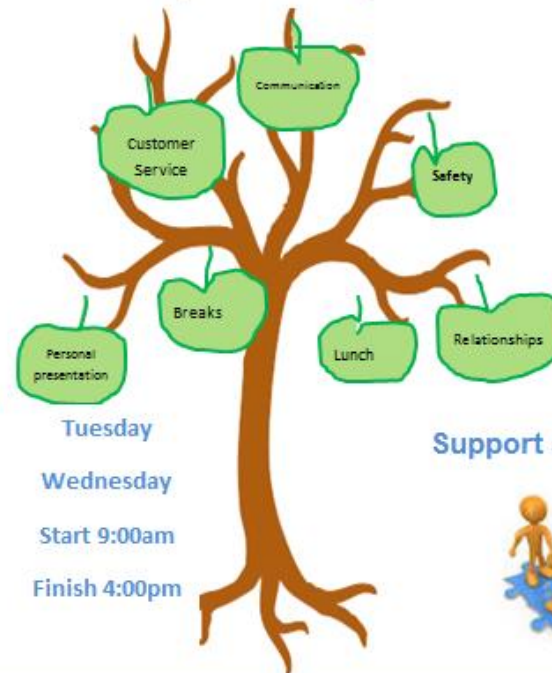 Communication
Customer
Service
Safety
Breaks
Relationships
Lunch
Personal
presentation
Tuesday
Wednesday
Start 9:00am
Finish 4:00pm
Support